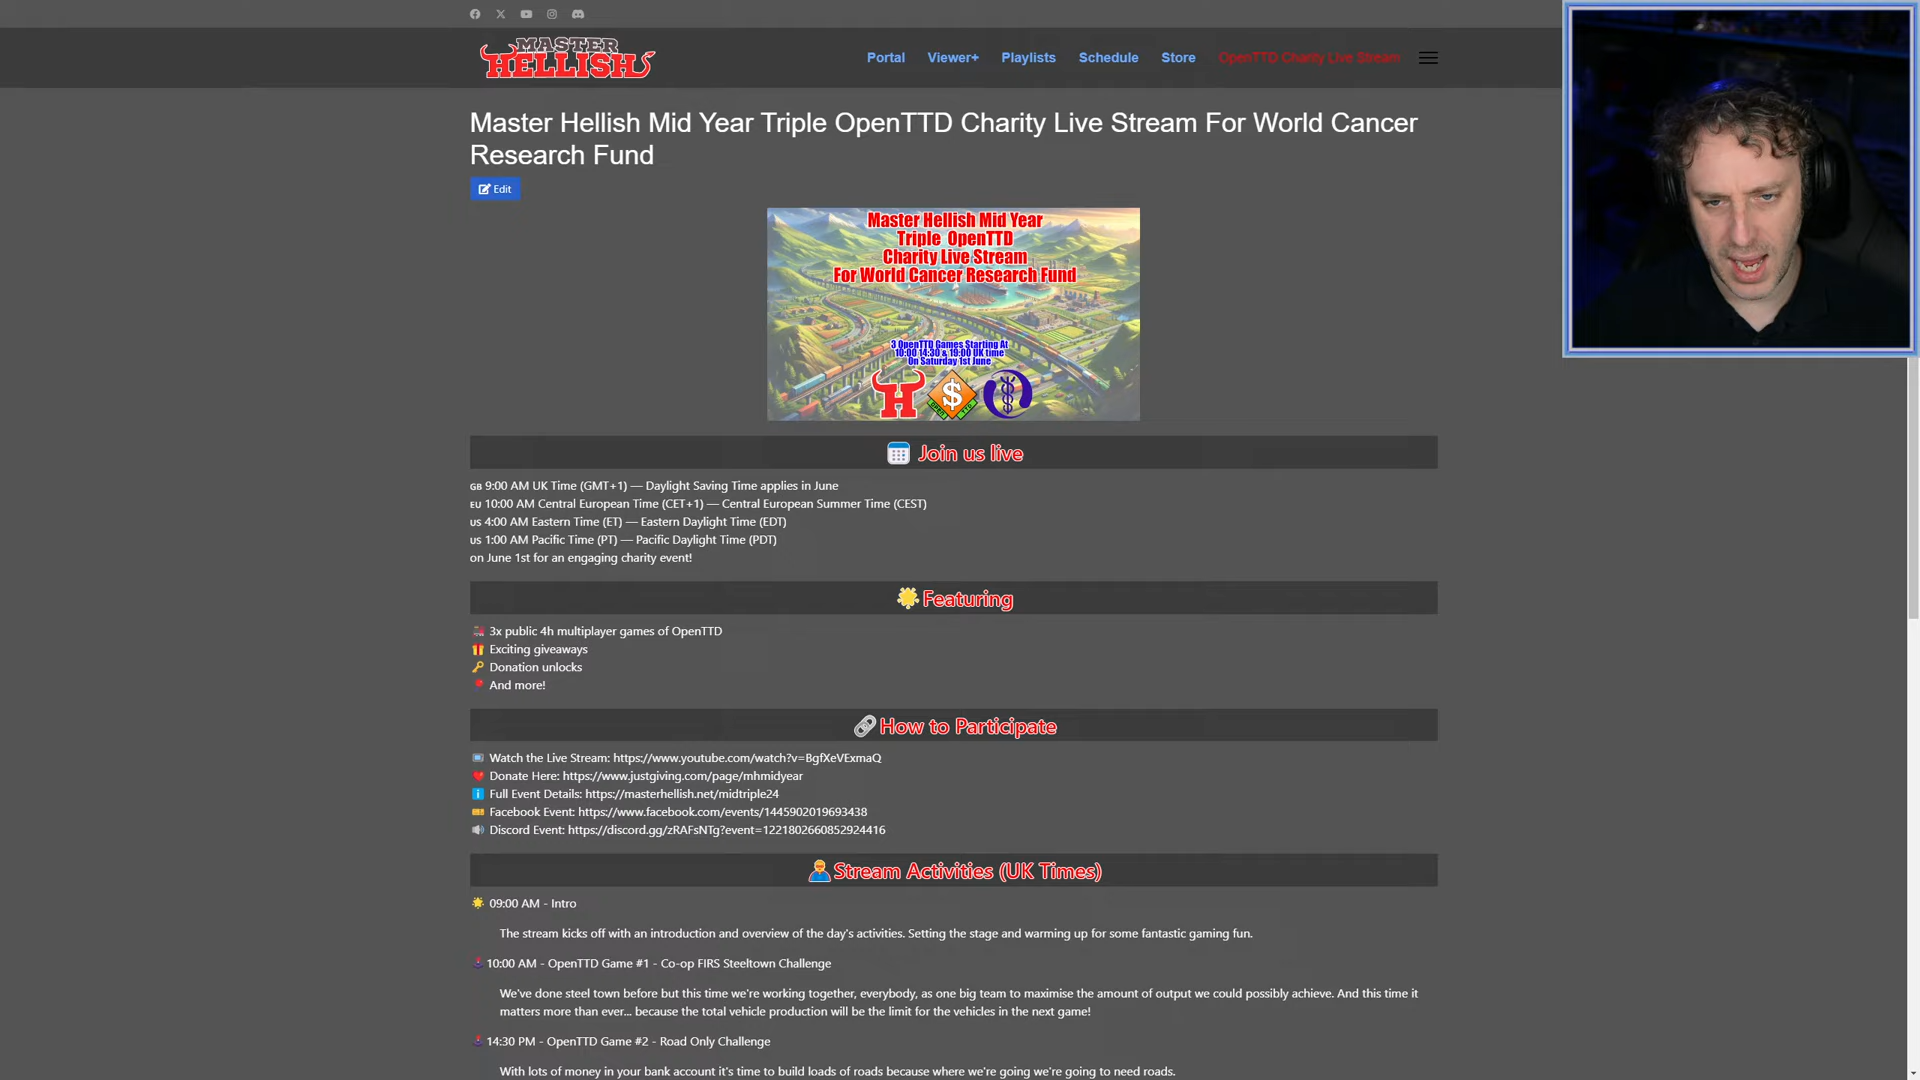 MASTER
HELLISH
Portal
Viewer+
Playlists
Schedule
Store
OpenTTD Charity Live Stream
Master Hellish Mid Year Triple OpenTTD Charity Live Stream For World Cancer
Research Fund
Edit
Master Hellish Mid Year
Triple OpenTTD
Charity Live Stream
For World Cancer Research Fund
3 OpenTTD Games Starting At
10:00 14:30 & 19:00 UK time
On Saturday 1st June
H
$
OPEN TTD
Join us live
GB 9:00 AM UK Time (GMT+1) — Daylight Saving Time applies in June
EU 10:00 AM Central European Time (CET+1) — Central European Summer Time (CEST)
US 4:00 AM Eastern Time (ET) — Eastern Daylight Time (EDT)
US 1:00 AM Pacific Time (PT) — Pacific Daylight Time (PDT)
on June 1st for an engaging charity event!
Featuring
3x public 4h multiplayer games of OpenTTD
Exciting giveaways
Donation unlocks
And more!
How to Participate
Watch the Live Stream: https://www.youtube.com/watch?v=BgfXeVExmaQ
Donate Here: https://www.justgiving.com/page/mhmidyear
Full Event Details: https://masterhellish.net/midtriple24
Facebook Event: https://www.facebook.com/events/1445902019693438
Discord Event: https://discord.gg/zRAFsNTg?event=1221802660852924416
Stream Activities (UK Times)
09:00 AM - Intro
The stream kicks off with an introduction and overview of the day's activities. Setting the stage and warming up for some fantastic gaming fun.
10:00 AM - OpenTTD Game #1 - Co-op FIRS Steeltown Challenge
We've done steel town before but this time we're working together, everybody, as one big team to maximise the amount of output we could possibly achieve. And this time it
matters more than ever... because the total vehicle production will be the limit for the vehicles in the next game!
14:30 PM - OpenTTD Game #2 - Road Only Challenge
With lots of money in your bank account it's time to build loads of roads because where we're going we're going to need roads.